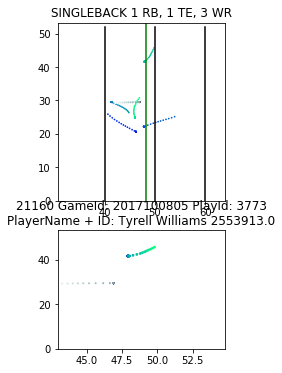 SINGLEBACK 1 RB, 1 TE, 3 WR
50
40
30
20
10
0
40 50 60
21160 GameId: 2017100805 PlayId: 3773
PlayerName + ID: Tyrell Williams 2553913.0
40
20
0
45.0 47.5 50.0 52.5